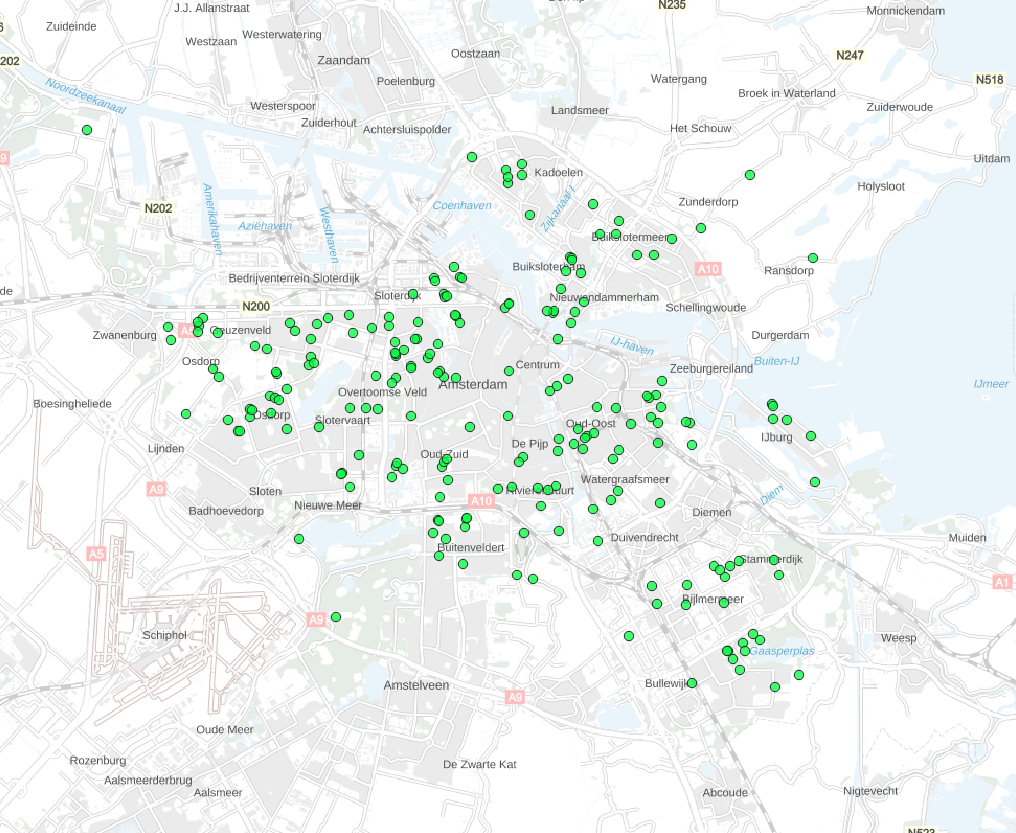 J.J. Allanstraat
N235
Zuideinde
Monnickendam
Westzaan
Westerwatering
Oostzaan
N247
Zaandam
202
Poelenburg
Watergang
N518
Noordzeekanaal
Broek in Waterland
Westerspoor
Landsmeer
Zuiderwoude
Zuiderhout
Achtersluispolder
Het Schouw
Uitdam
Kadoelen
Holysloot
N202
Amerikahaven
Westhaven
Coenhaven
Zijkanaal I
Zunderdorp
Aziëhaven
Buikslotermeer
A10
Ransdorp
Buiksloterham
Bedrijventerrein Sloterdijk
Sloterdijk
Nieuwendammerham
N200
Schellingwoude
Zwanenburg
Geuzenveld
Durgerdam
IJ-haven
Osdorp
Centrum
Zeeburgereiland
Buiten-IJ
Amsterdam
IJmeer
Overtoomse Veld
Boesingheliede
Osdorp
Slotervaart
Oud-Oost
IJburg
De Pijp
Lijnden
Oud-Zuid
Watergraafsmeer
A9
Sloten
Rivierenbuurt
Diem
A10
Nieuwe Meer
Badhoevedorp
Diemen
Duivendrecht
Muiden
A5
Buitenveldert
Stammerdijk
A1
Bijlmermeer
A9
Schiphol
Weesp
Gaasperplas
Amstelveen
Bullewijk
A9
Oude Meer
Rozenburg
De Zwarte Kat
Aalsmeerderbrug
Aalsmeer
Abcoude
Nigtevecht
N523